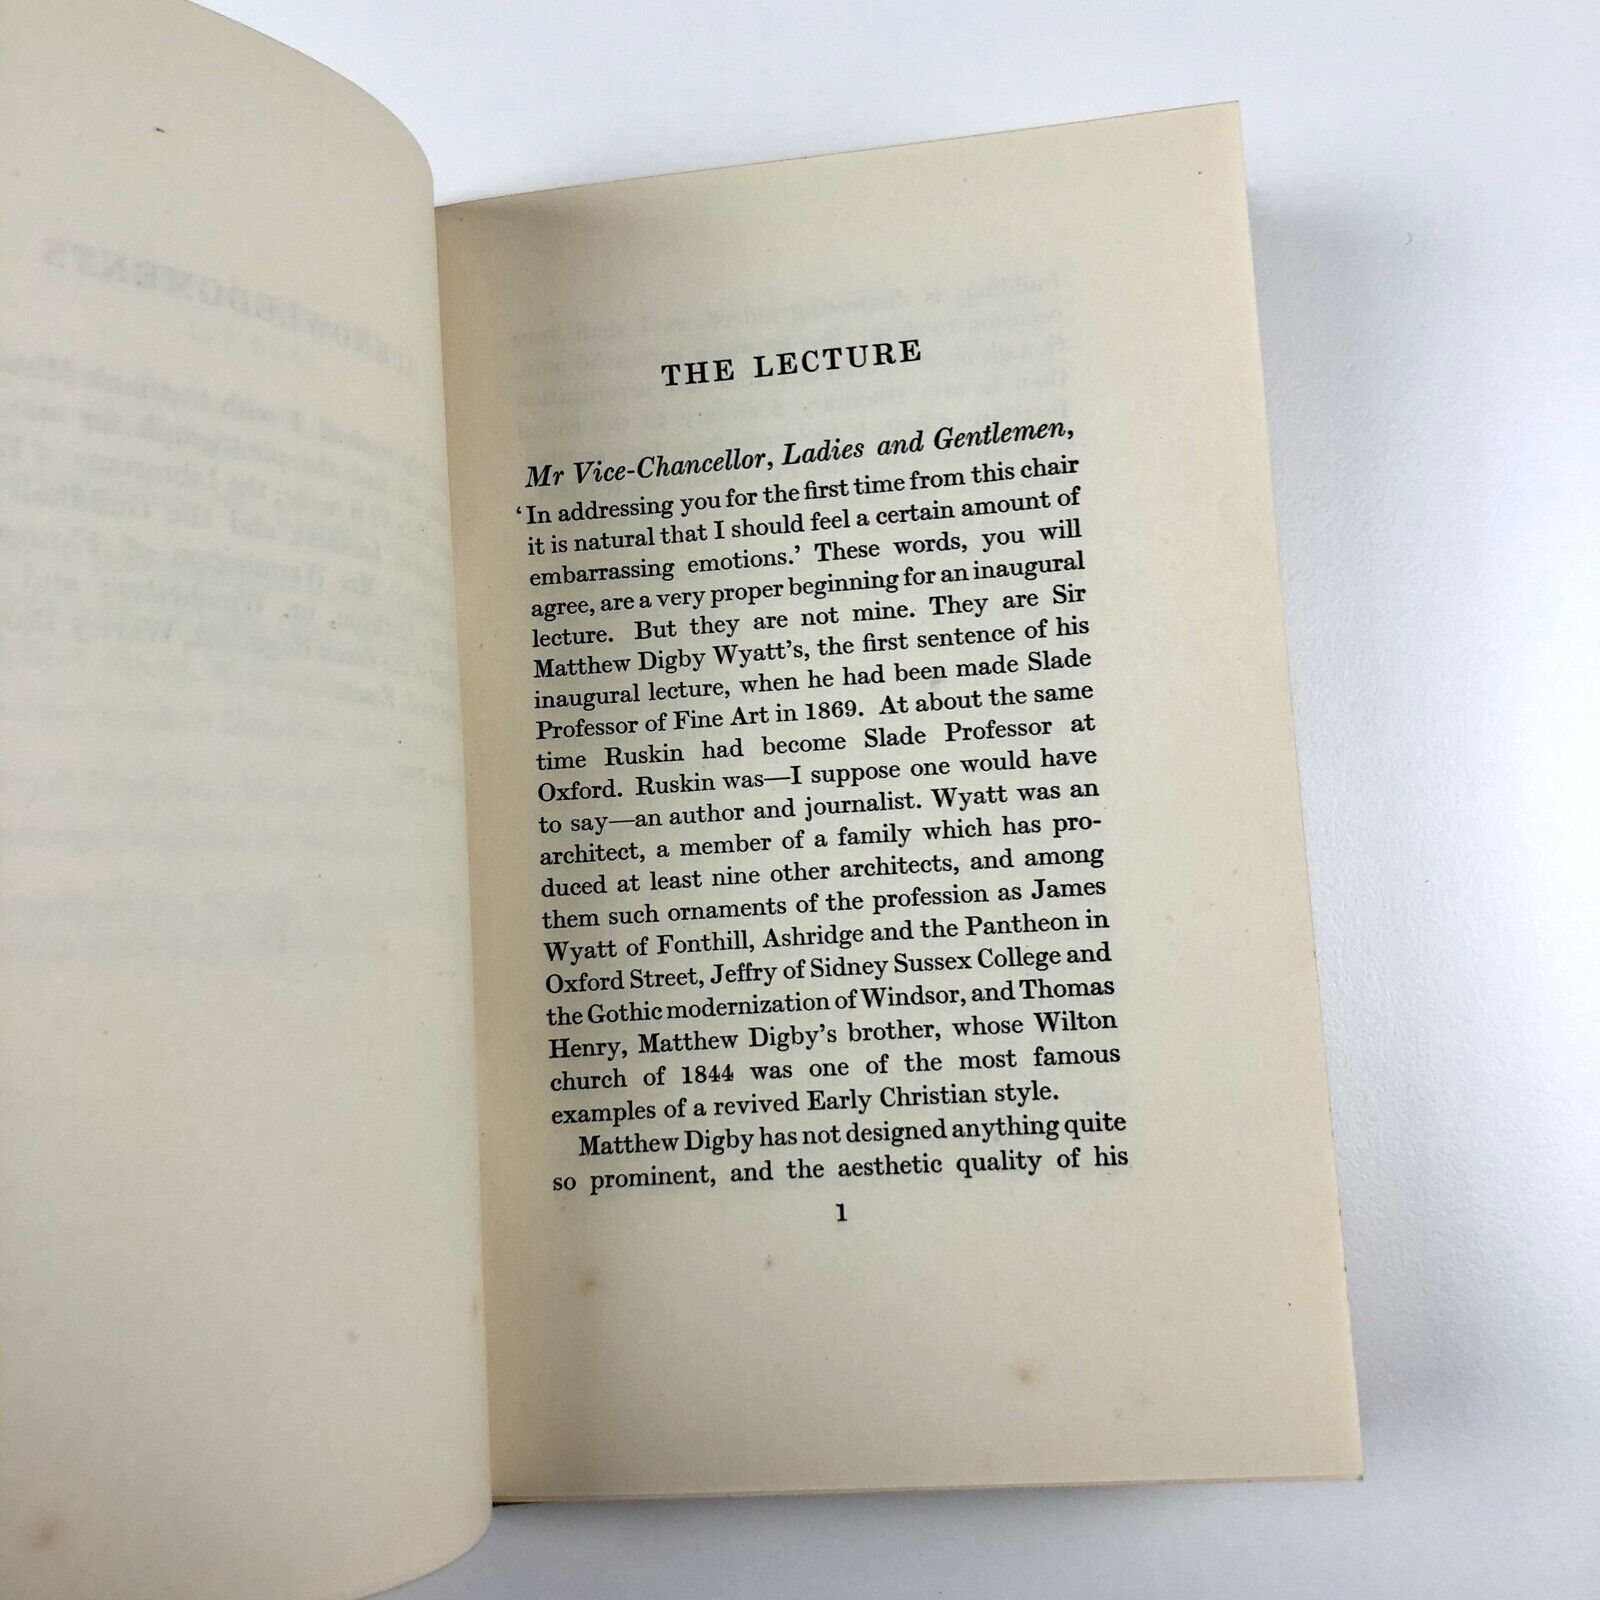 THE LECTURE
Mr Vice-Chancellor, Ladies and Gentlemen,
‘In addressing you for the first time from this chair
it is natural that I should feel a certain amount of
embarrassing emotions.’ These words, you will
agree, are a very proper beginning for an inaugural
lecture. But they are not mine. They are Sir
Matthew Digby Wyatt’s, the first sentence of his
inaugural lecture, when he had been made Slade
Professor of Fine Art in 1869. At about the same
time Ruskin had become Slade Professor at
Oxford. Ruskin was—I suppose one would have
to say—an author and journalist. Wyatt was an
architect, a member of a family which has pro-
duced at least nine other architects, and among
them such ornaments of the profession as James
Wyatt of Fonthill, Ashridge and the Pantheon in
Oxford Street, Jeffry of Sidney Sussex College and
the Gothic modernization of Windsor, and Thomas
Henry, Matthew Digby’s brother, whose Wilton
church of 1844 was one of the most famous
examples of a revived Early Christian style.
Matthew Digby has not designed anything quite
so prominent, and the aesthetic quality of his
1